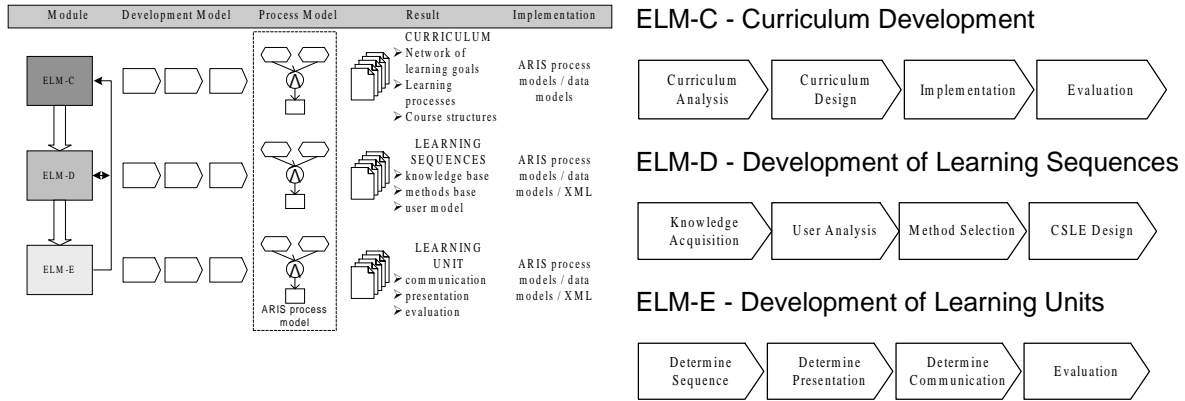 Module Development Model Process Model Result Implementation
ELM-C
CURRICULUM
➢ Network of
learning goals
➢ Learning
processes
➢ Course structures
ARIS process
models / data
models
ELM-D
LEARNING
SEQUENCES
➢ knowledge base
➢ methods base
➢ user model
ARIS process
models / data
models / XML
ELM-E
LEARNING
UNIT
➢ communication
➢ presentation
➢ evaluation
ARIS process
models / data
models / XML
ARIS process
model
ELM-C - Curriculum Development
Curriculum
Analysis
Curriculum
Design
Implementation
Evaluation
ELM-D - Development of Learning Sequences
Knowledge
Acquisition
User Analysis
Method Selection
CSLE Design
ELM-E - Development of Learning Units
Determine
Sequence
Determine
Presentation
Determine
Communication
Evaluation